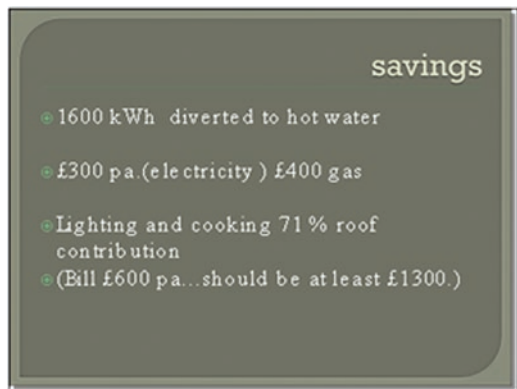 savings
1600 kWh diverted to hot water
£300 pa.(electricity ) £400 gas
Lighting and cooking 71% roof
contribution
(Bill £600 pa...should be at least £1300.)